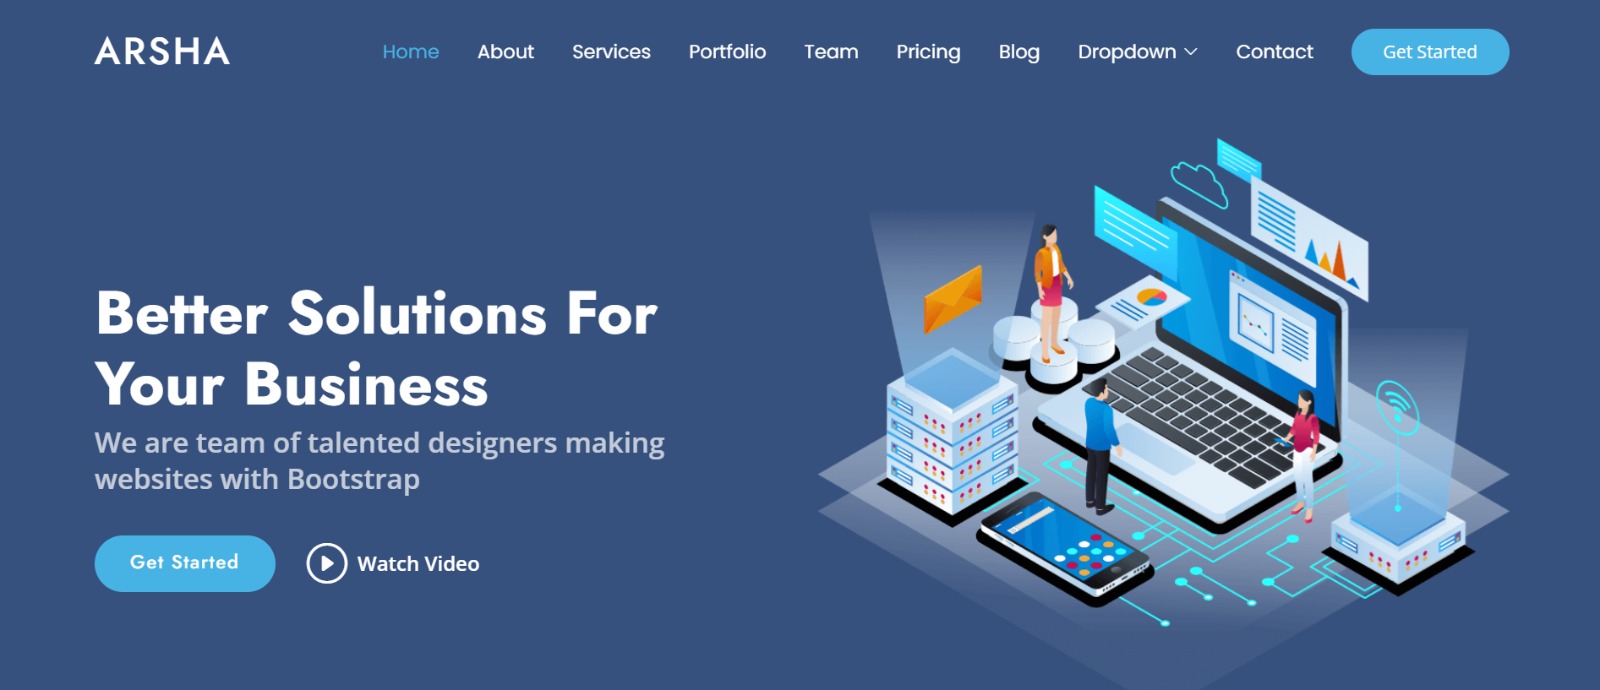 ARSHA
Home About Services Portfolio Team Pricing Blog Dropdown Contact Get Started
Better Solutions For
Your Business
We are team of talented designers making
websites with Bootstrap
Get Started Watch Video